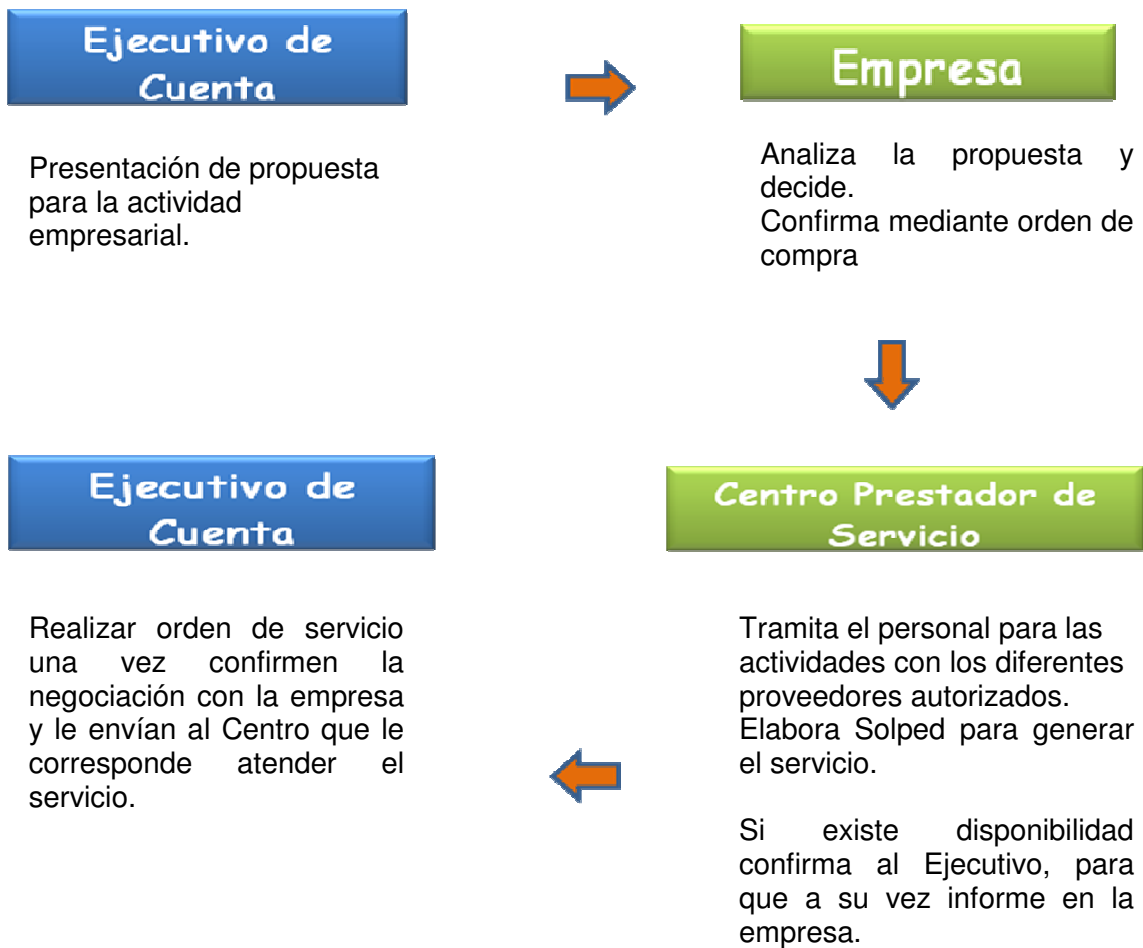 Ejecutivo de
Cuenta
Presentación de propuesta
para la actividad
empresarial.
Empresa
Analiza la propuesta y
decide.
Confirma mediante orden de
compra
Centro Prestador de
Servicio
Tramita el personal para las
actividades con los diferentes
proveedores autorizados.
Elabora Solped para generar
el servicio.
Si existe disponibilidad
confirma al Ejecutivo, para
que a su vez informe en la
empresa.
Ejecutivo de
Cuenta
Realizar orden de servicio
una vez confirmen la
negociación con la empresa
y le envían al Centro que le
corresponde atender el
servicio.